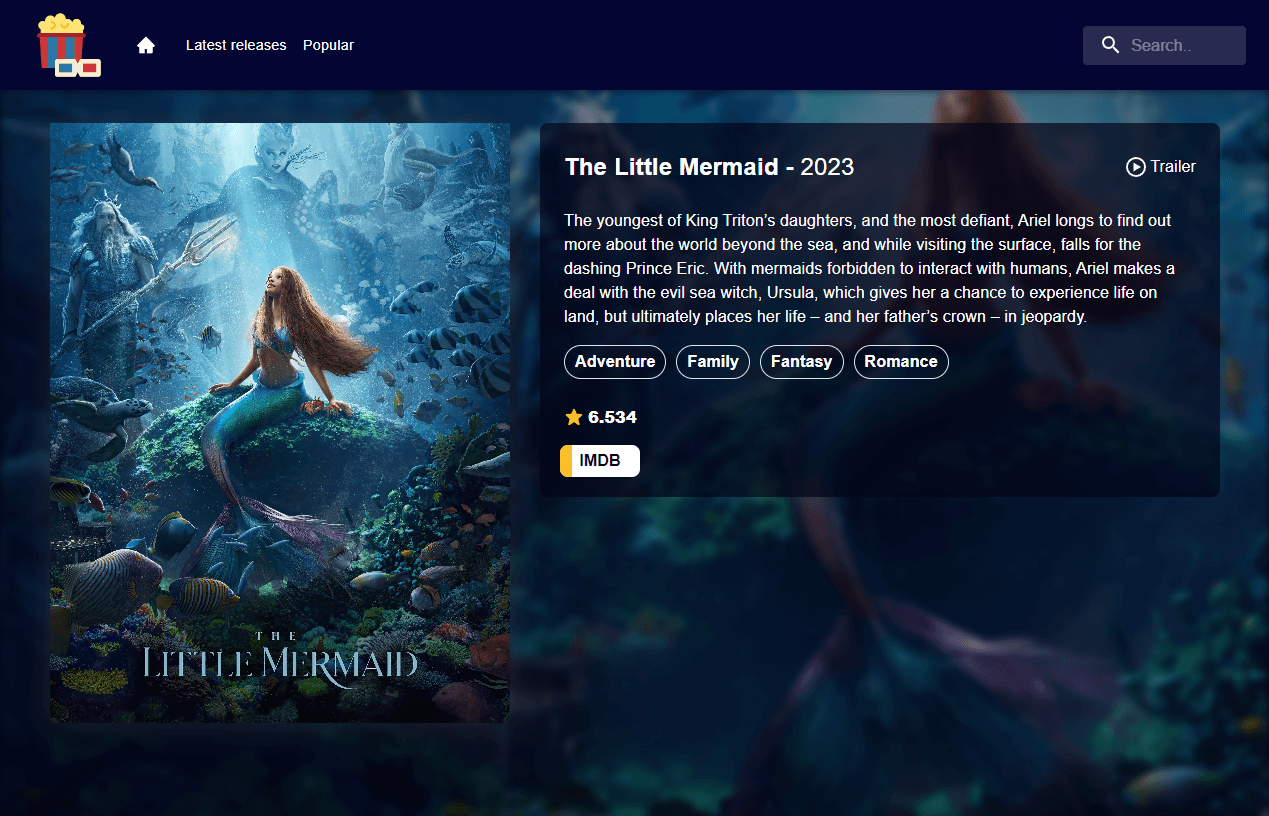 Latest releases Popular Search..
The Little Mermaid - 2023 Trailer
The youngest of King Triton’s daughters, and the most defiant, Ariel longs to find out
more about the world beyond the sea, and while visiting the surface, falls for the
dashing Prince Eric. With mermaids forbidden to interact with humans, Ariel makes a
deal with the evil sea witch, Ursula, which gives her a chance to experience life on
land, but ultimately places her life – and her father’s crown – in jeopardy.
Adventure Family Fantasy Romance
6.534
IMDB
THE
LITTLE MERMAID